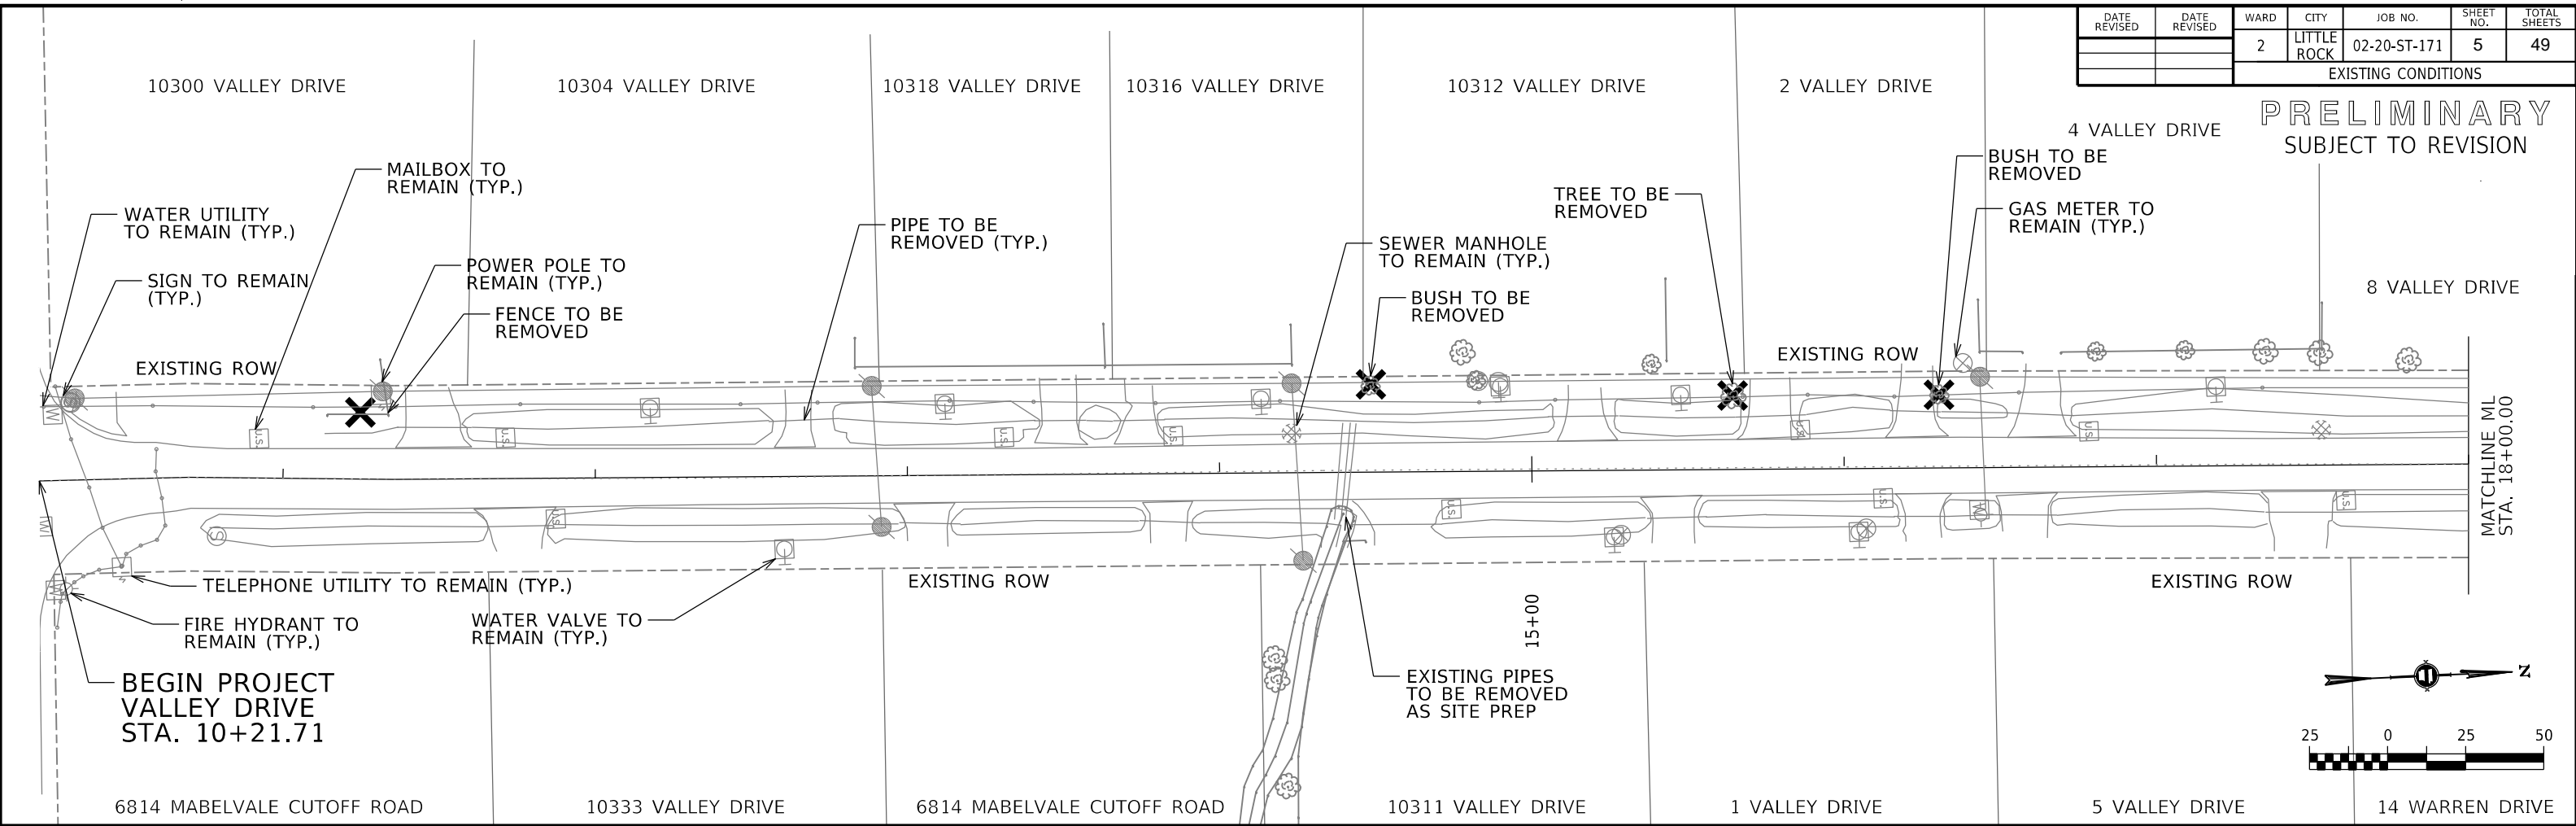 DATE REVISED
DATE REVISED
WARD
CITY
JOB NO.
SHEET NO.
TOTAL SHEETS
2
LITTLE ROCK
02-20-ST-171
5
49
EXISTING CONDITIONS
PRELIMINARY
SUBJECT TO REVISION
10300 VALLEY DRIVE
10304 VALLEY DRIVE
10318 VALLEY DRIVE
10316 VALLEY DRIVE
10312 VALLEY DRIVE
2 VALLEY DRIVE
4 VALLEY DRIVE
8 VALLEY DRIVE
MAILBOX TO
REMAIN (TYP.)
WATER UTILITY
TO REMAIN (TYP.)
SIGN TO REMAIN
(TYP.)
POWER POLE TO
REMAIN (TYP.)
FENCE TO BE
REMOVED
PIPE TO BE
REMOVED (TYP.)
SEWER MANHOLE
TO REMAIN (TYP.)
BUSH TO BE
REMOVED
TREE TO BE
REMOVED
BUSH TO BE
REMOVED
GAS METER TO
REMAIN (TYP.)
EXISTING ROW
EXISTING ROW
MATCHLINE ML
STA. 18+00.00
TELEPHONE UTILITY TO REMAIN (TYP.)
FIRE HYDRANT TO
REMAIN (TYP.)
WATER VALVE TO
REMAIN (TYP.)
EXISTING ROW
EXISTING ROW
15+00
BEGIN PROJECT
VALLEY DRIVE
STA. 10+21.71
EXISTING PIPES
TO BE REMOVED
AS SITE PREP
N
25 0 25 50
6814 MABELVALE CUTOFF ROAD
10333 VALLEY DRIVE
6814 MABELVALE CUTOFF ROAD
10311 VALLEY DRIVE
1 VALLEY DRIVE
5 VALLEY DRIVE
14 WARREN DRIVE